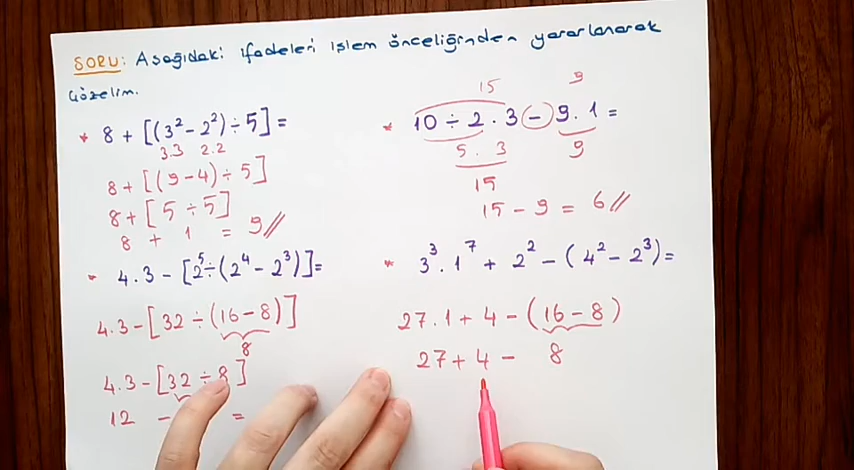 SORU: Aşağıdaki ifadeleri işlem önceliğinden yararlanarak
çözelim.
* 8 + [(3² - 2²) ÷ 5] =
3.3 2.2
8 + [(9 - 4) ÷ 5]
8 + [5 ÷ 5]
8 + 1 = 9//
* 4.3 - [2⁵ ÷ (2⁴ - 2³)] =
4.3 - [32 ÷ (16 - 8)]
8
4.3 - [32 ÷ 8]
12 - =
15 9
* 10 ÷ 2 . 3 - 9 . 1 =
5 . 3 9
15
15 - 9 = 6//
* 3³ . 1⁷ + 2² - (4² - 2³) =
27 . 1 + 4 - (16 - 8)
27 + 4 - 8